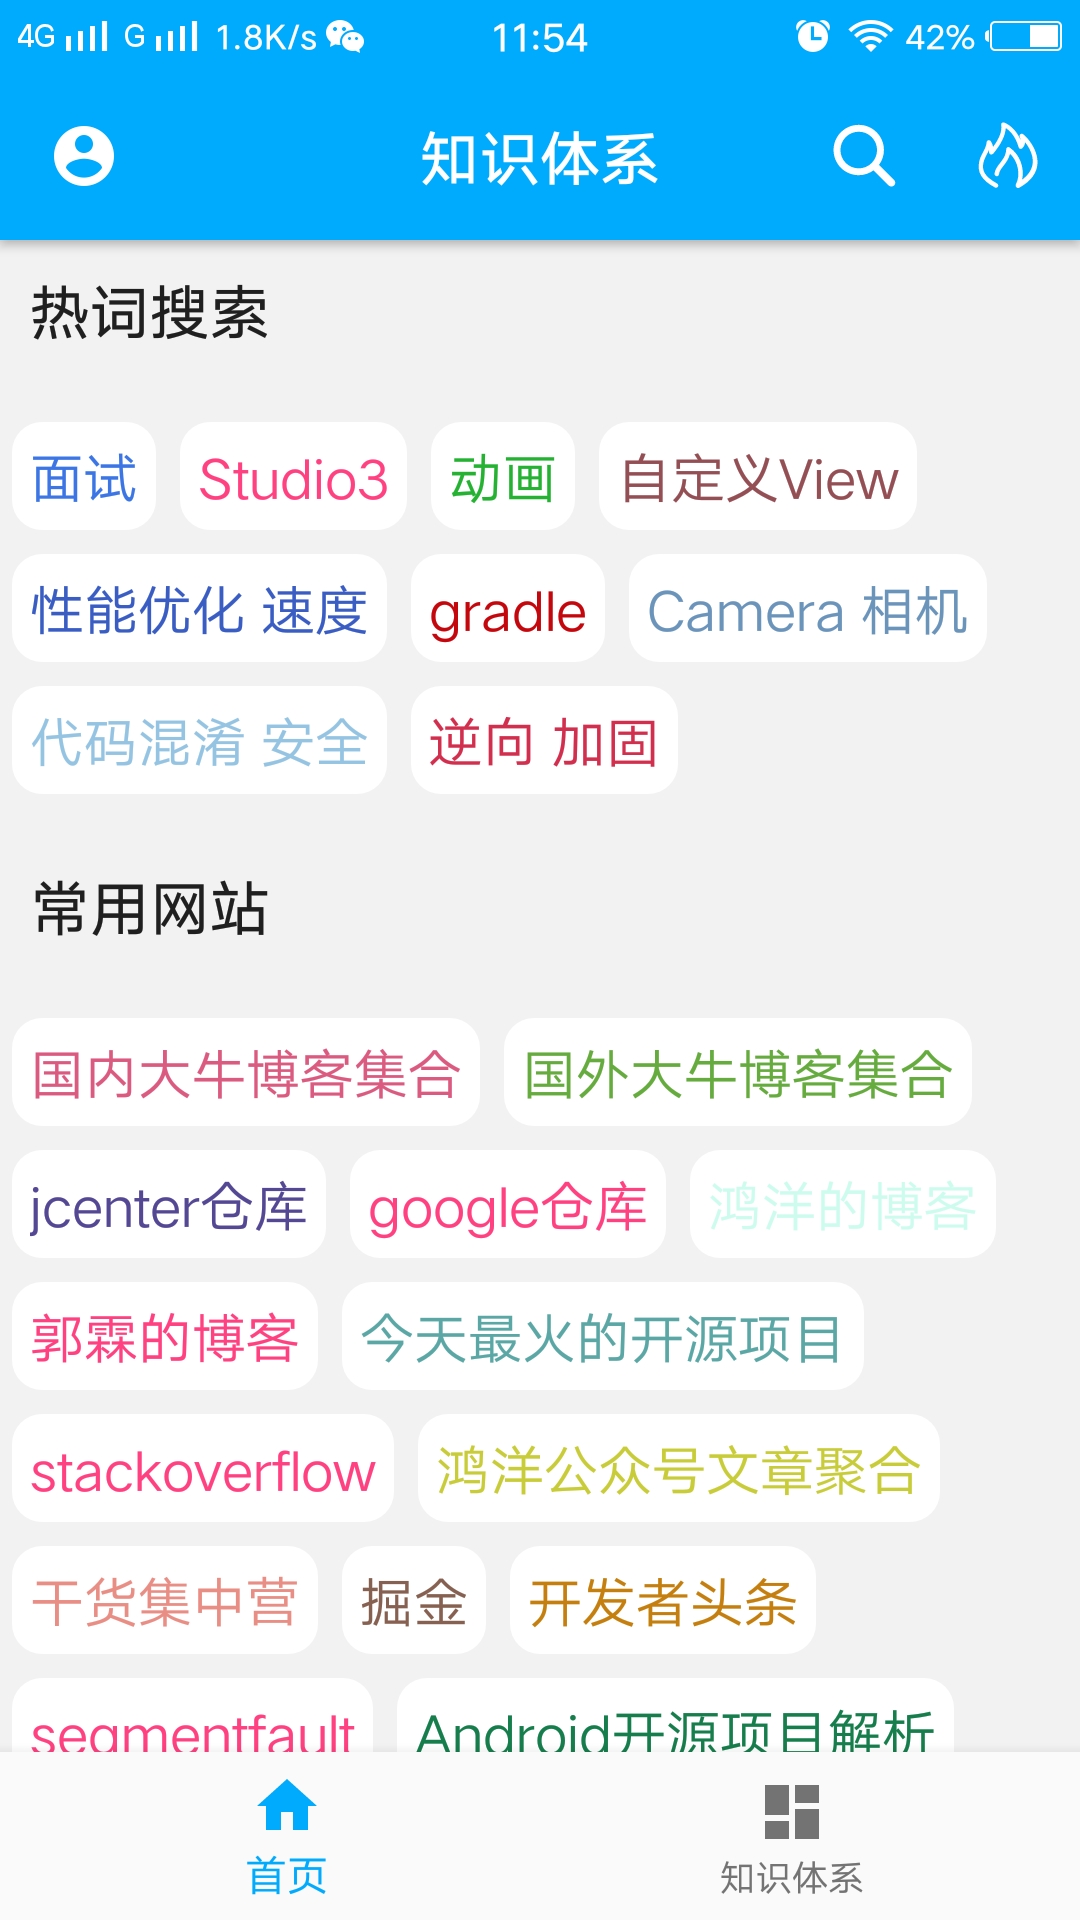 4G G 1.8K/s 11:54 42%
知识体系
热词搜索
面试 Studio3 动画 自定义View
性能优化 速度 gradle Camera 相机
代码混淆 安全 逆向 加固
常用网站
国内大牛博客集合 国外大牛博客集合
jcenter仓库 google仓库 鸿洋的博客
郭霖的博客 今天最火的开源项目
stackoverflow 鸿洋公众号文章聚合
干货集中营 掘金 开发者头条
segmentfault Android开源项目解析
首页 知识体系